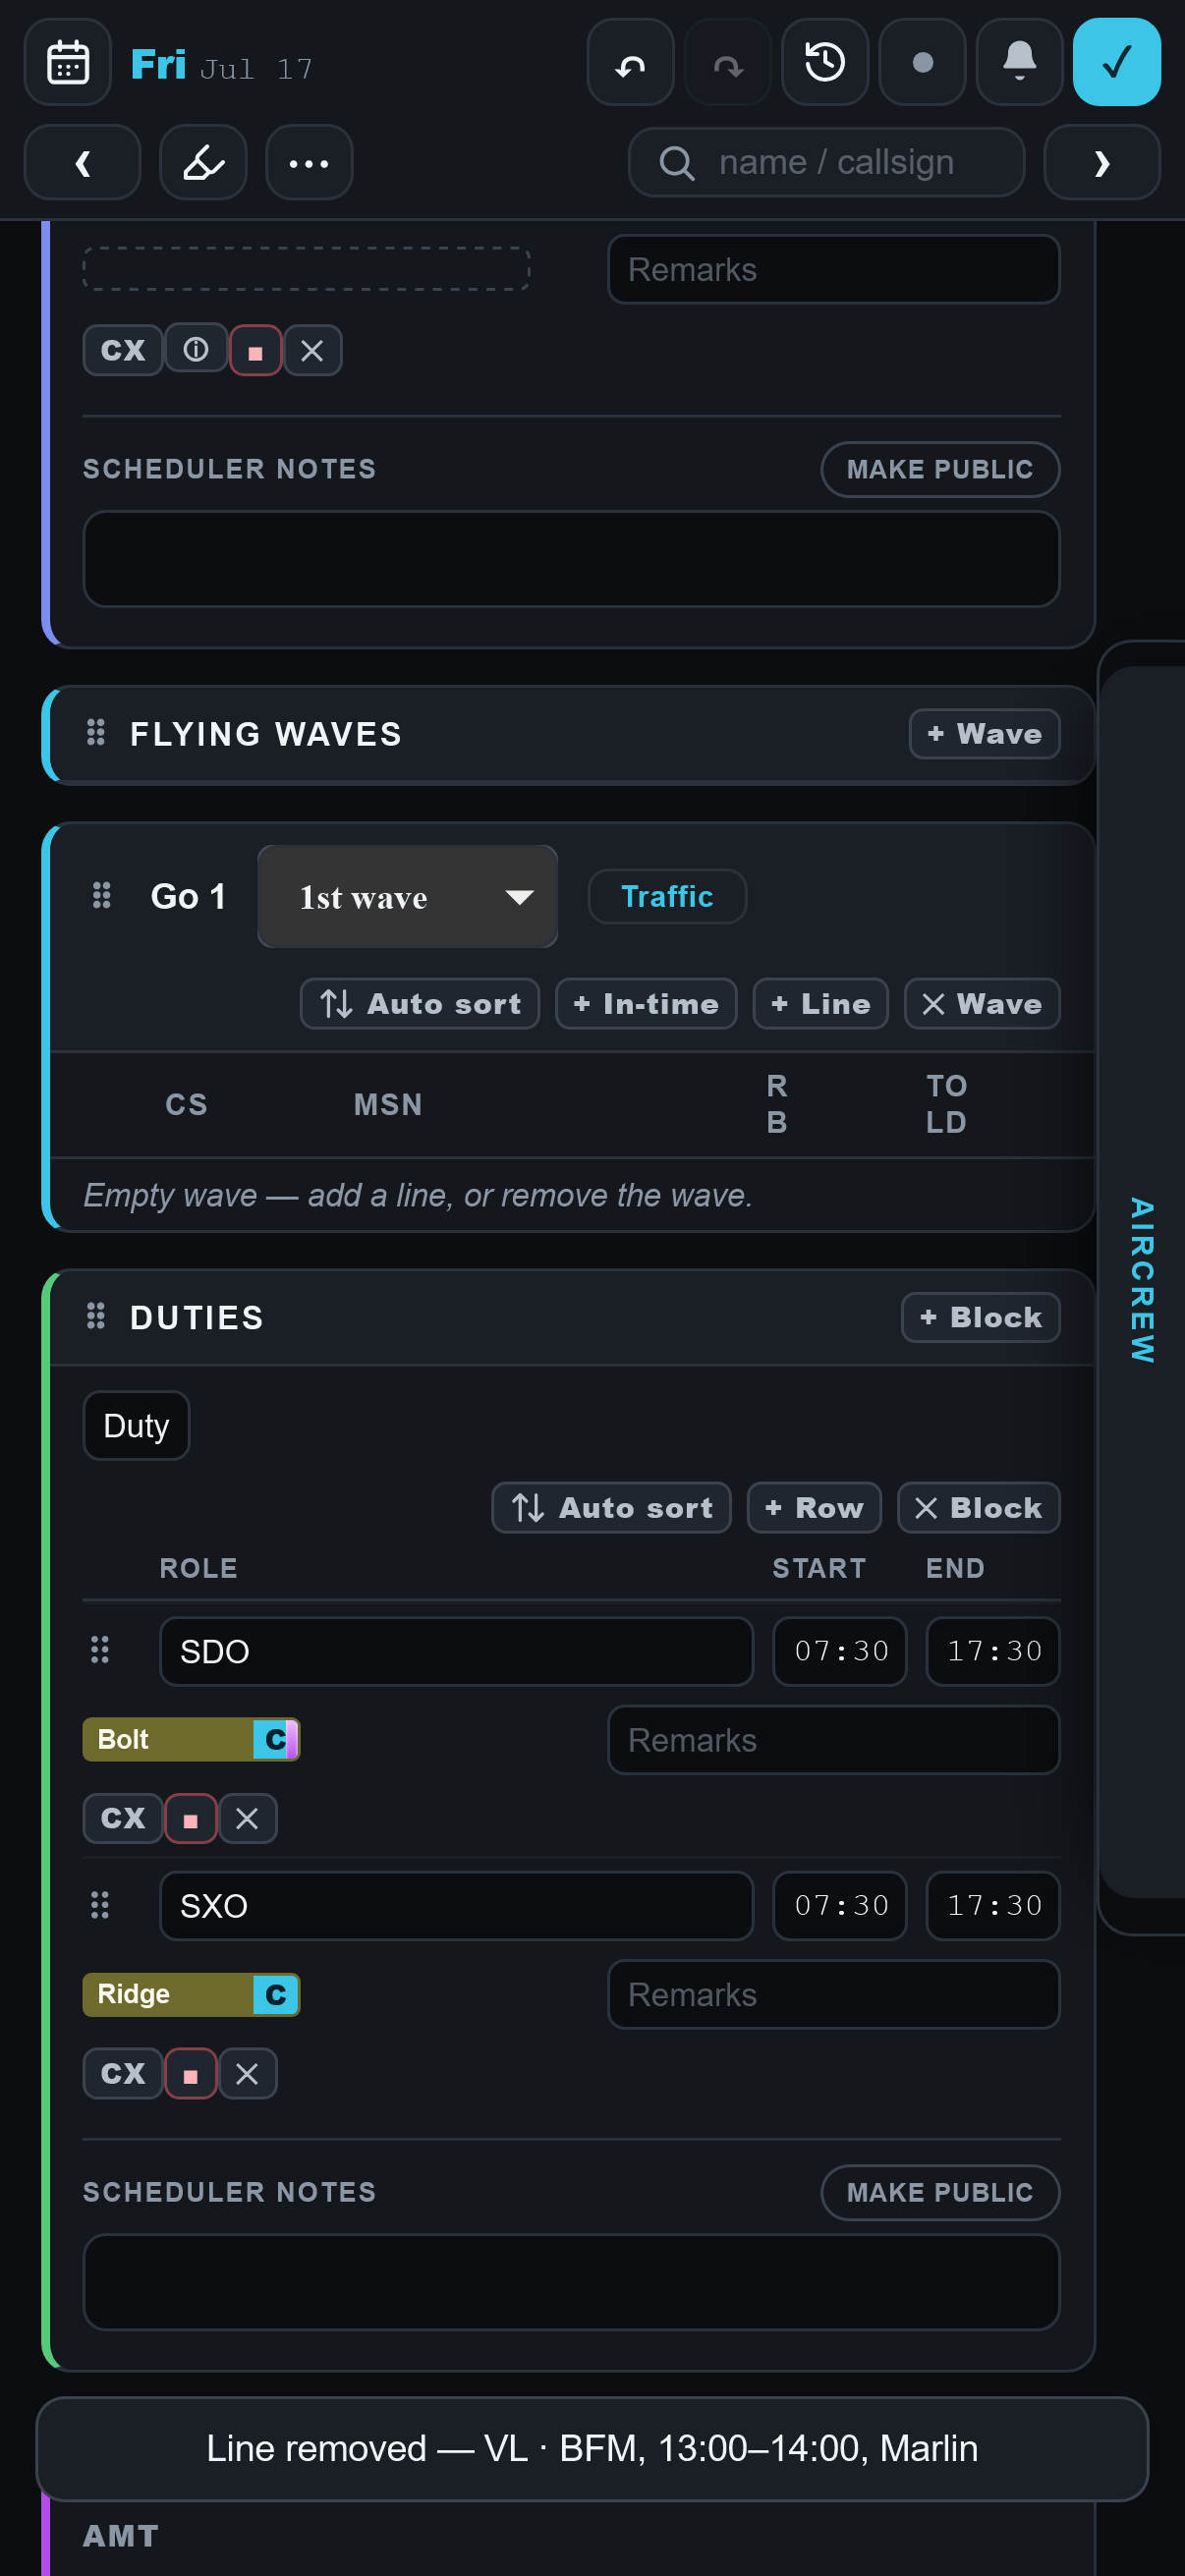 Fri Jul 17
name / callsign
Remarks
CX
SCHEDULER NOTES
MAKE PUBLIC
FLYING WAVES
+ Wave
Go 1
1st wave
Traffic
Auto sort
+ In-time
+ Line
× Wave
CS
MSN
R
B
TO
LD
Empty wave — add a line, or remove the wave.
AIRCREW
DUTIES
+ Block
Duty
Auto sort
+ Row
× Block
ROLE
START
END
SDO
07:30
17:30
Bolt
C
Remarks
CX
SXO
07:30
17:30
Ridge
C
Remarks
CX
SCHEDULER NOTES
MAKE PUBLIC
Line removed — VL · BFM, 13:00–14:00, Marlin
AMT